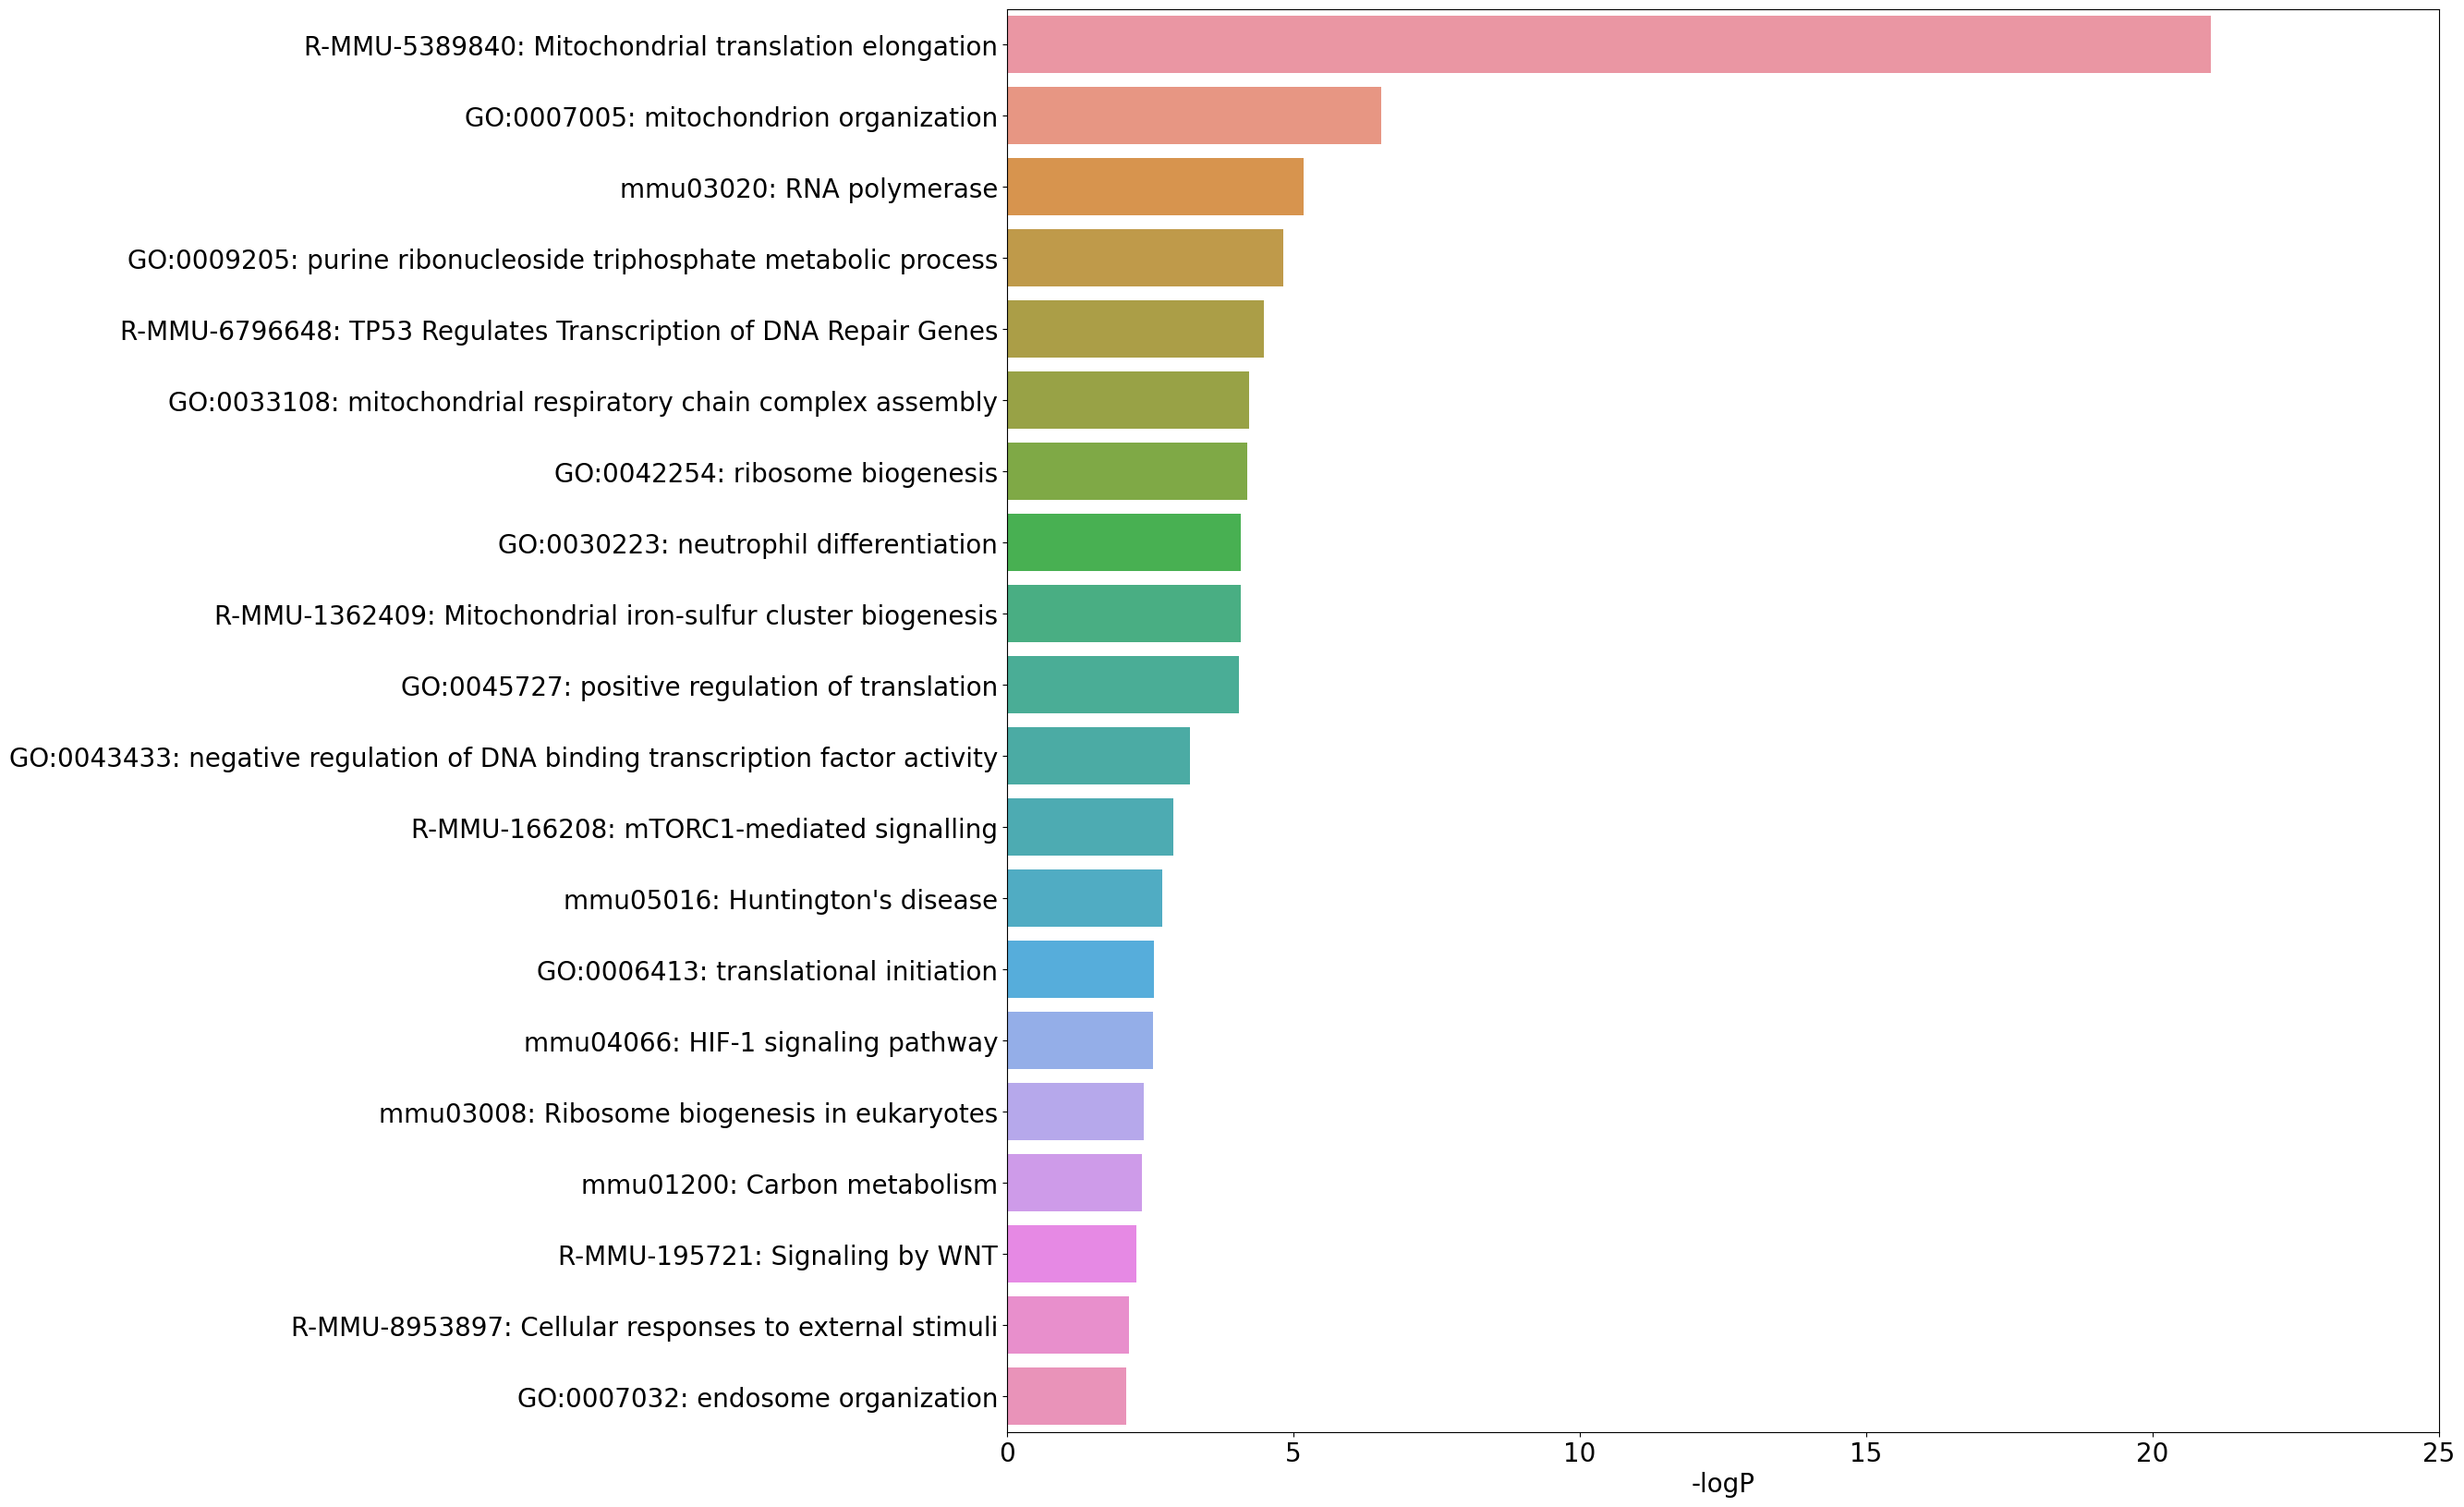 R-MMU-5389840: Mitochondrial translation elongation
GO:0007005: mitochondrion organization
mmu03020: RNA polymerase
GO:0009205: purine ribonucleoside triphosphate metabolic process
R-MMU-6796648: TP53 Regulates Transcription of DNA Repair Genes
GO:0033108: mitochondrial respiratory chain complex assembly
GO:0042254: ribosome biogenesis
GO:0030223: neutrophil differentiation
R-MMU-1362409: Mitochondrial iron-sulfur cluster biogenesis
GO:0045727: positive regulation of translation
GO:0043433: negative regulation of DNA binding transcription factor activity
R-MMU-166208: mTORC1-mediated signalling
mmu05016: Huntington's disease
GO:0006413: translational initiation
mmu04066: HIF-1 signaling pathway
mmu03008: Ribosome biogenesis in eukaryotes
mmu01200: Carbon metabolism
R-MMU-195721: Signaling by WNT
R-MMU-8953897: Cellular responses to external stimuli
GO:0007032: endosome organization
0 5 10 15 20 25
-logP